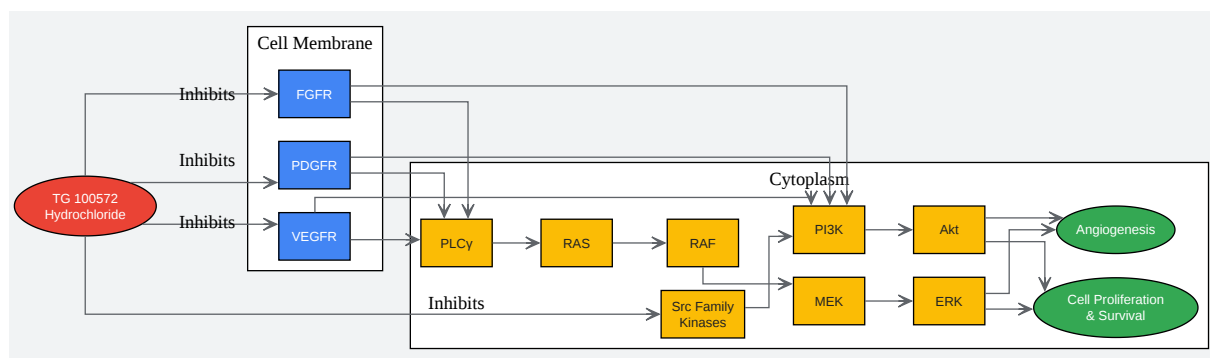 Cell Membrane
Inhibits
FGFR
Inhibits
PDGFR
Cytoplasm
TG 100572
Hydrochloride
Inhibits
VEGFR
PLCγ
RAS
RAF
PI3K
Akt
Angiogenesis
Inhibits
Src Family
Kinases
MEK
ERK
Cell Proliferation
& Survival